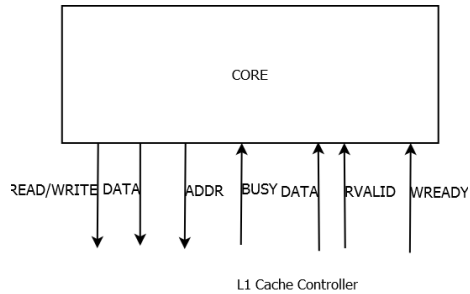 CORE
READ/WRITE DATA ADDR BUSY DATA RVALID WREADY
L1 Cache Controller